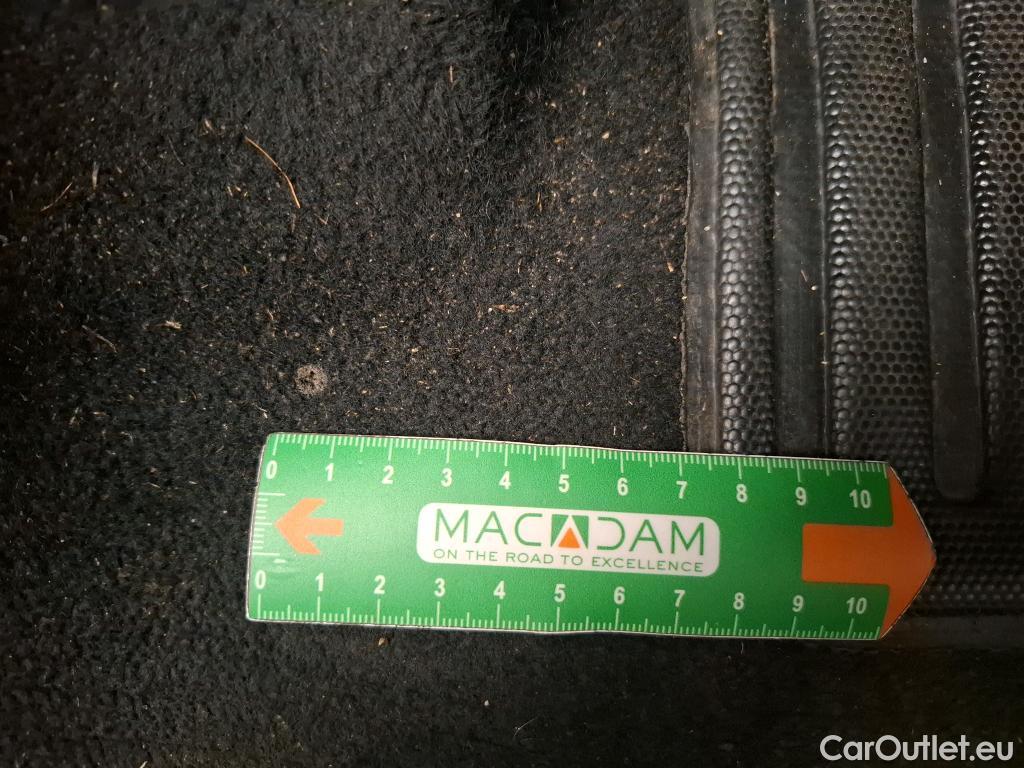 0 1 2 3 4 5 6 7 8 9 10
MACADAM
ON THE ROAD TO EXCELLENCE
0 1 2 3 4 5 6 7 8 9 10
CarOutlet.eu